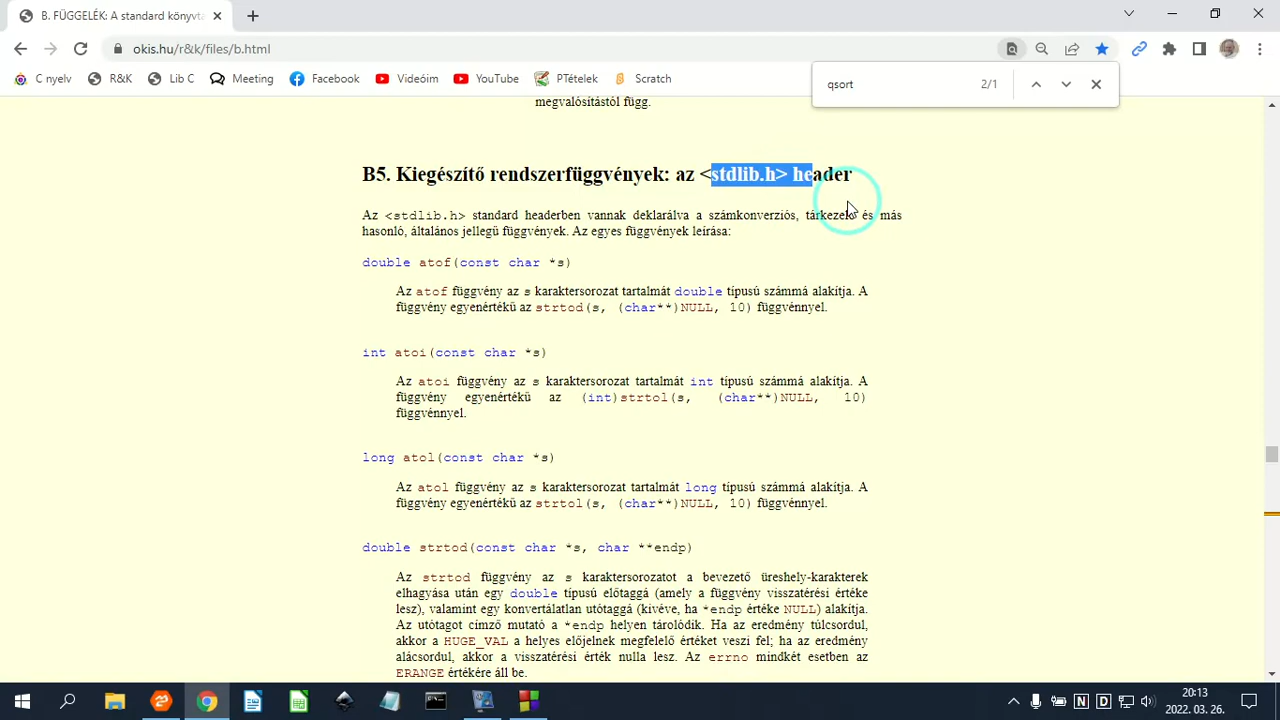 B. FÜGGELÉK: A standard könyvtá
okis.hu/r&k/files/b.html
C nyelv
R&K
Lib C
Meeting
Facebook
Videóim
YouTube
PTételek
Scratch
qsort
2/1
megvalósítástól függ.
B5. Kiegészítő rendszerfüggvények: az <stdlib.h> header
Az <stdlib.h> standard headerben vannak deklarálva a számkonverziós, tárkezelő és más
hasonló, általános jellegű függvények. Az egyes függvények leírása:
double atof(const char *s)
Az atof függvény az s karaktersorozat tartalmát double típusú számmá alakítja. A
függvény egyenértékű az strtod(s, (char**)NULL, 10) függvénnyel.
int atoi(const char *s)
Az atoi függvény az s karaktersorozat tartalmát int típusú számmá alakítja. A
függvény egyenértékű az (int)strtol(s, (char**)NULL, 10)
függvénnyel.
long atol(const char *s)
Az atol függvény az s karaktersorozat tartalmát long típusú számmá alakítja. A
függvény egyenértékű az strtol(s, (char**)NULL, 10) függvénnyel.
double strtod(const char *s, char **endp)
Az strtod függvény az s karaktersorozatot a bevezető üreshely-karakterek
elhagyása után egy double típusú előtaggá (amely a függvény visszatérési értéke
lesz), valamint egy konvertálatlan utótaggá (kivéve, ha *endp értéke NULL) alakítja.
Az utótagot címző mutató a *endp helyen tárolódik. Ha az eredmény túlcsordul,
akkor a HUGE_VAL a helyes előjelnek megfelelő értéket veszi fel; ha az eredmény
alácsordul, akkor a visszatérési érték nulla lesz. Az errno mindkét esetben az
ERANGE értékére áll be.
N
D
20:13
2022. 03. 26.